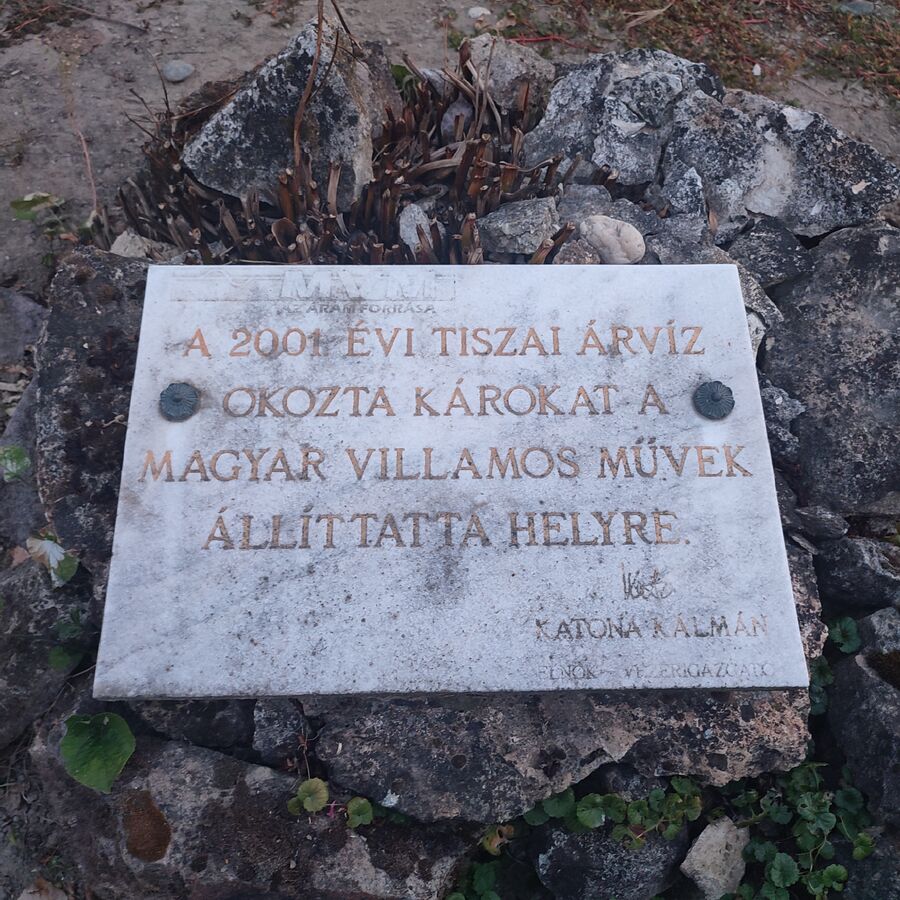 MVM
AZ ÁRAM FORRÁSA
A 2001 ÉVI TISZAI ÁRVÍZ
OKOZTA KÁROKAT A
MAGYAR VILLAMOS MŰVEK
ÁLLÍTTATTA HELYRE.
KATONA KÁLMÁN
ELNÖK - VEZÉRIGAZGATÓ